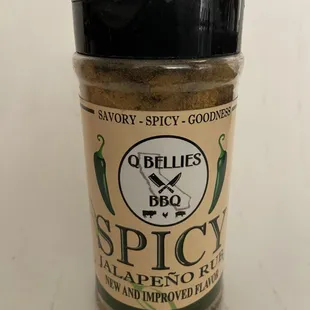 SAVORY - SPICY - GOODNESS
Q BELLIES
BBQ
SPICY
JALAPEÑO RUB
NEW AND IMPROVED FLAVOR